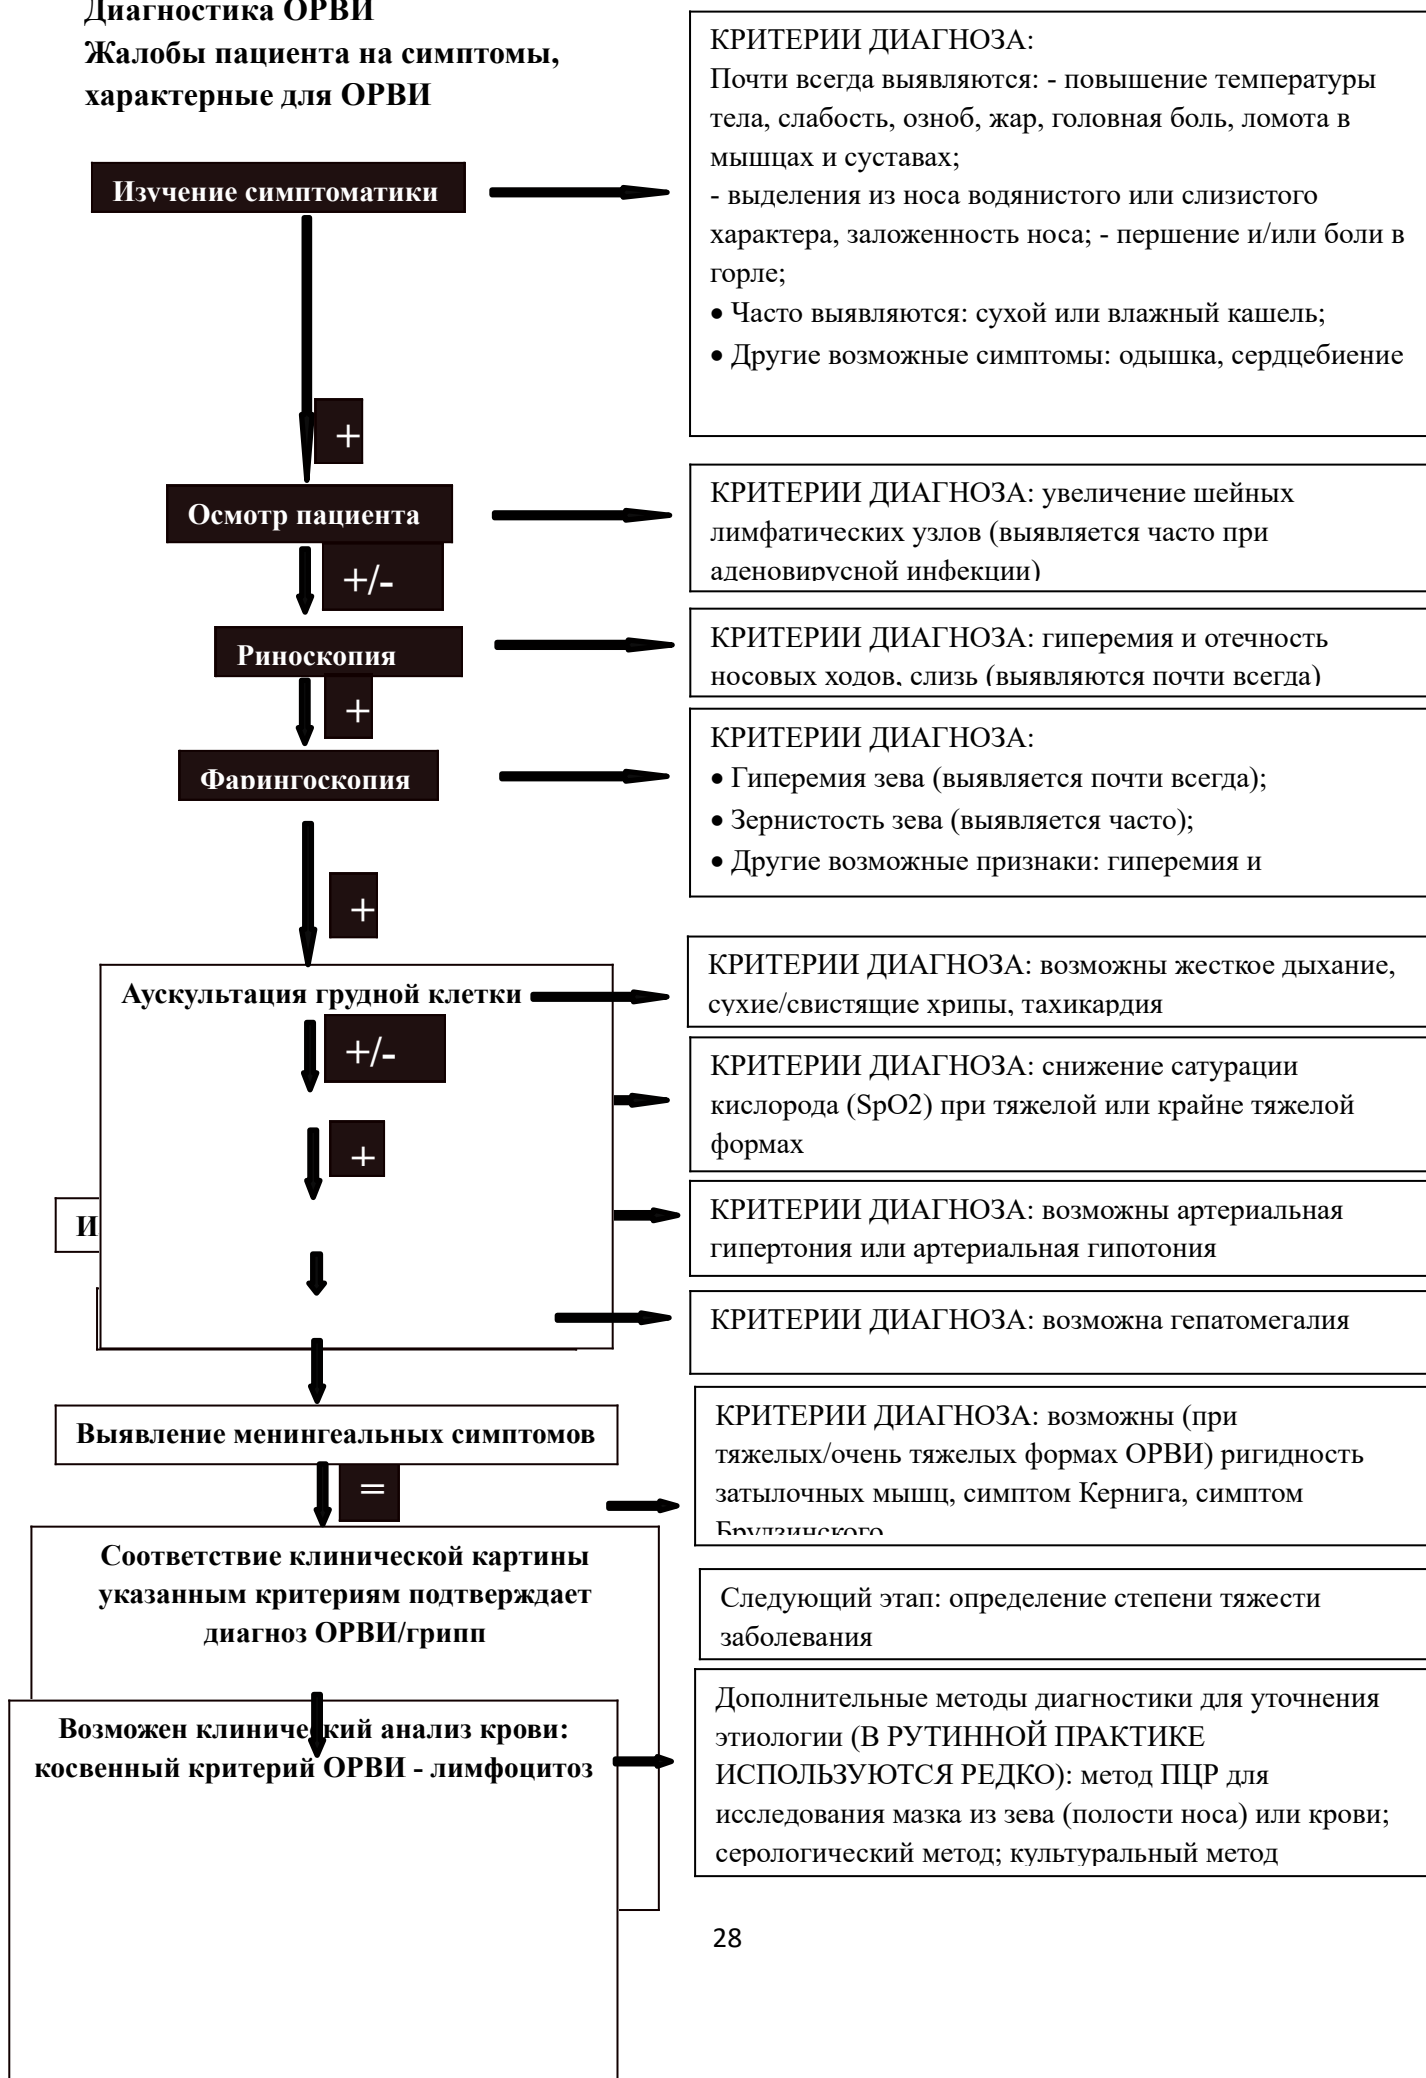 Диагностика ОРВИ
Жалобы пациента на симптомы,
характерные для ОРВИ
КРИТЕРИИ ДИАГНОЗА:
Почти всегда выявляются: - повышение температуры
тела, слабость, озноб, жар, головная боль, ломота в
мышцах и суставах;
- выделения из носа водянистого или слизистого
характера, заложенность носа; - першение и/или боли в
горле;
• Часто выявляются: сухой или влажный кашель;
• Другие возможные симптомы: одышка, сердцебиение
Изучение симптоматики
+
Осмотр пациента
КРИТЕРИИ ДИАГНОЗА: увеличение шейных
лимфатических узлов (выявляется часто при
аденовирусной инфекции)
+/-
Риноскопия
КРИТЕРИИ ДИАГНОЗА: гиперемия и отечность
носовых ходов, слизь (выявляются почти всегда)
+
Фарингоскопия
КРИТЕРИИ ДИАГНОЗА:
• Гиперемия зева (выявляется почти всегда);
• Зернистость зева (выявляется часто);
• Другие возможные признаки: гиперемия и
+
Аускультация грудной клетки
КРИТЕРИИ ДИАГНОЗА: возможны жесткое дыхание,
сухие/свистящие хрипы, тахикардия
+/-
КРИТЕРИИ ДИАГНОЗА: снижение сатурации
кислорода (SpO2) при тяжелой или крайне тяжелой
формах
+
И
КРИТЕРИИ ДИАГНОЗА: возможны артериальная
гипертония или артериальная гипотония
КРИТЕРИИ ДИАГНОЗА: возможна гепатомегалия
Выявление менингеальных симптомов
КРИТЕРИИ ДИАГНОЗА: возможны (при
тяжелых/очень тяжелых формах ОРВИ) ригидность
затылочных мышц, симптом Кернига, симптом
Брудзинского
=
Соответствие клинической картины
указанным критериям подтверждает
диагноз ОРВИ/грипп
Следующий этап: определение степени тяжести
заболевания
Возможен клинический анализ крови:
косвенный критерий ОРВИ - лимфоцитоз
Дополнительные методы диагностики для уточнения
этиологии (В РУТИННОЙ ПРАКТИКЕ
ИСПОЛЬЗУЮТСЯ РЕДКО): метод ПЦР для
исследования мазка из зева (полости носа) или крови;
серологический метод; культуральный метод
28